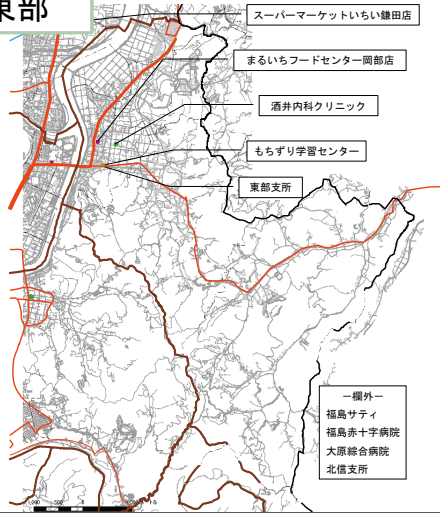 東部
スーパーマーケットいちい鎌田店
まるいちフードセンター岡部店
酒井内科クリニック
もちずり学習センター
東部支所
－欄外－
福島サティ
福島赤十字病院
大原綜合病院
北信支所